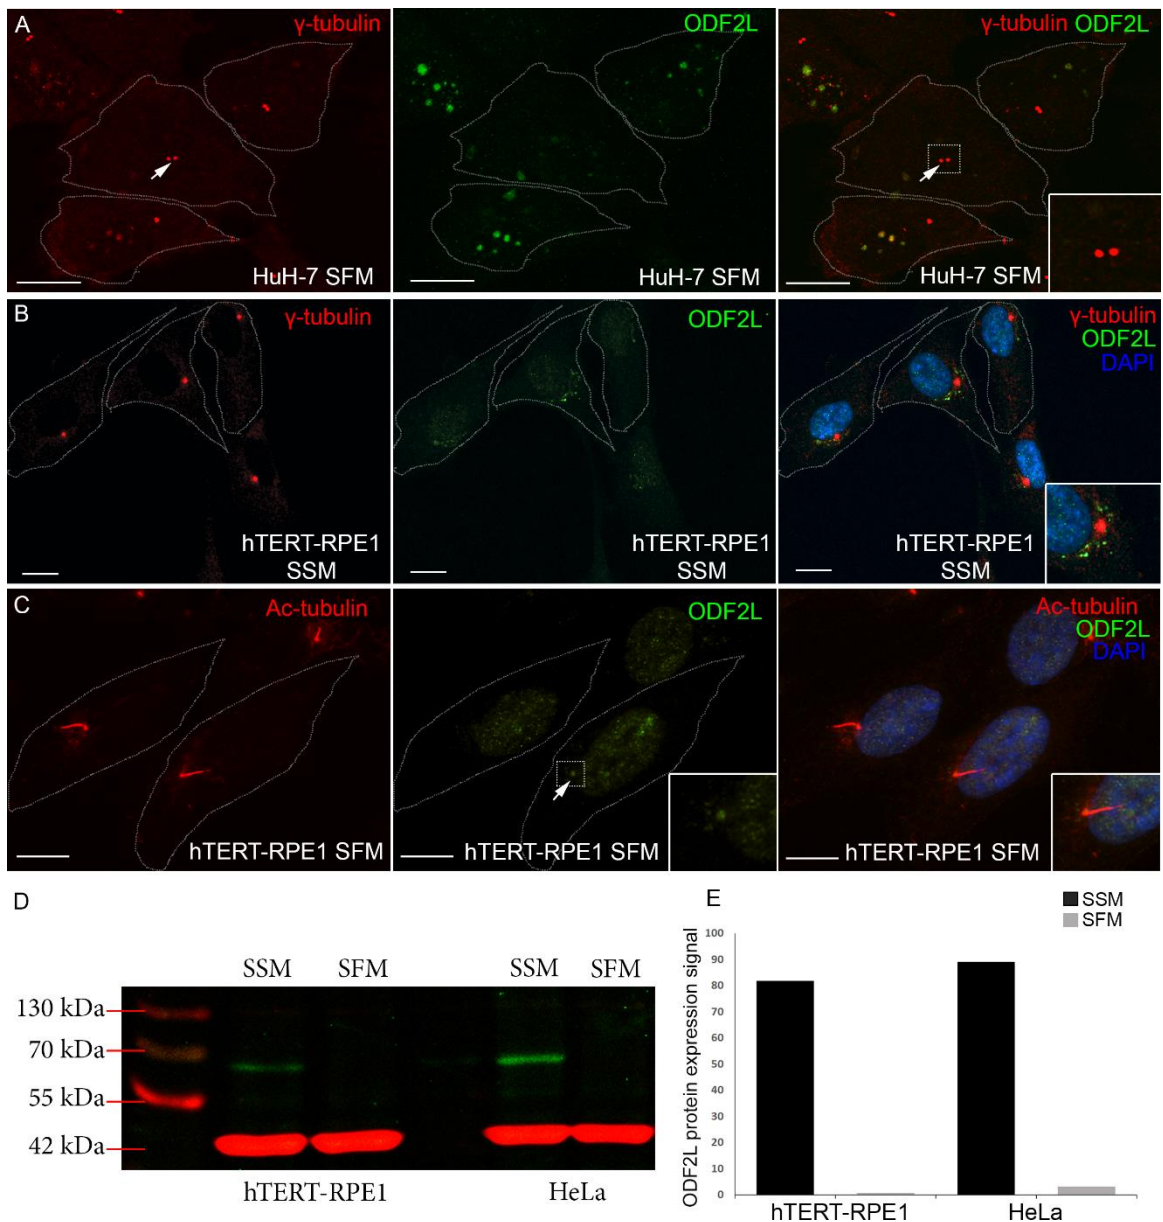 A
γ-tubulin
ODF2L
γ-tubulin ODF2L
HuH-7 SFM
HuH-7 SFM
HuH-7 SFM
B
γ-tubulin
ODF2L
γ-tubulin
ODF2L
DAPI
hTERT-RPE1
SSM
hTERT-RPE1
SSM
hTERT-RPE1
SSM
C
Ac-tubulin
ODF2L
Ac-tubulin
ODF2L
DAPI
hTERT-RPE1 SFM
hTERT-RPE1 SFM
hTERT-RPE1 SFM
D
SSM SFM SSM SFM
130 kDa
70 kDa
55 kDa
42 kDa
hTERT-RPE1 HeLa
E
SSM
SFM
ODF2L protein expression signal
100
90
80
70
60
50
40
30
20
10
0
hTERT-RPE1 HeLa